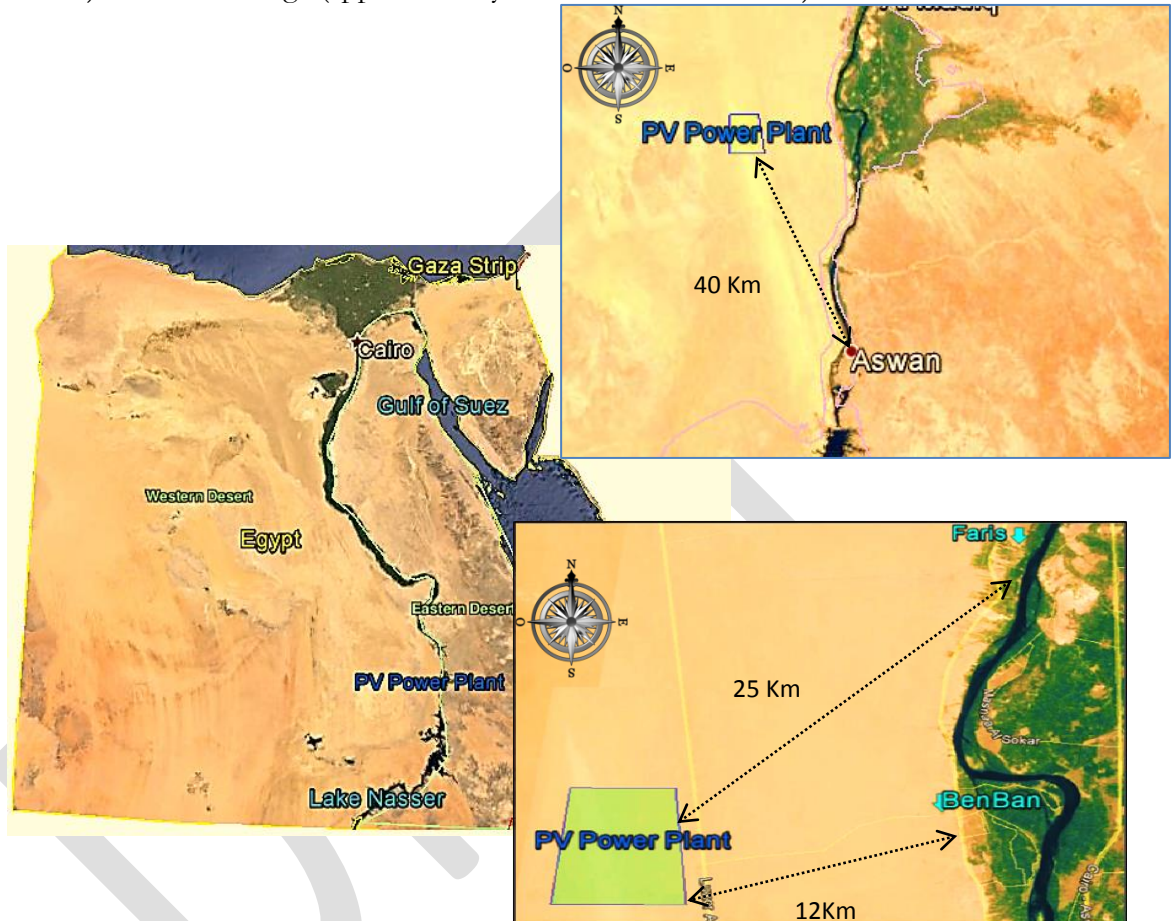 N
O
E
S
PV Power Plant
40 Km
Aswan
Gaza Strip
Cairo
Gulf of Suez
Western Desert
Egypt
Eastern Desert
PV Power Plant
Lake Nasser
Faris
N
O
E
S
25 Km
Sokar
BenBan
PV Power Plant
12Km